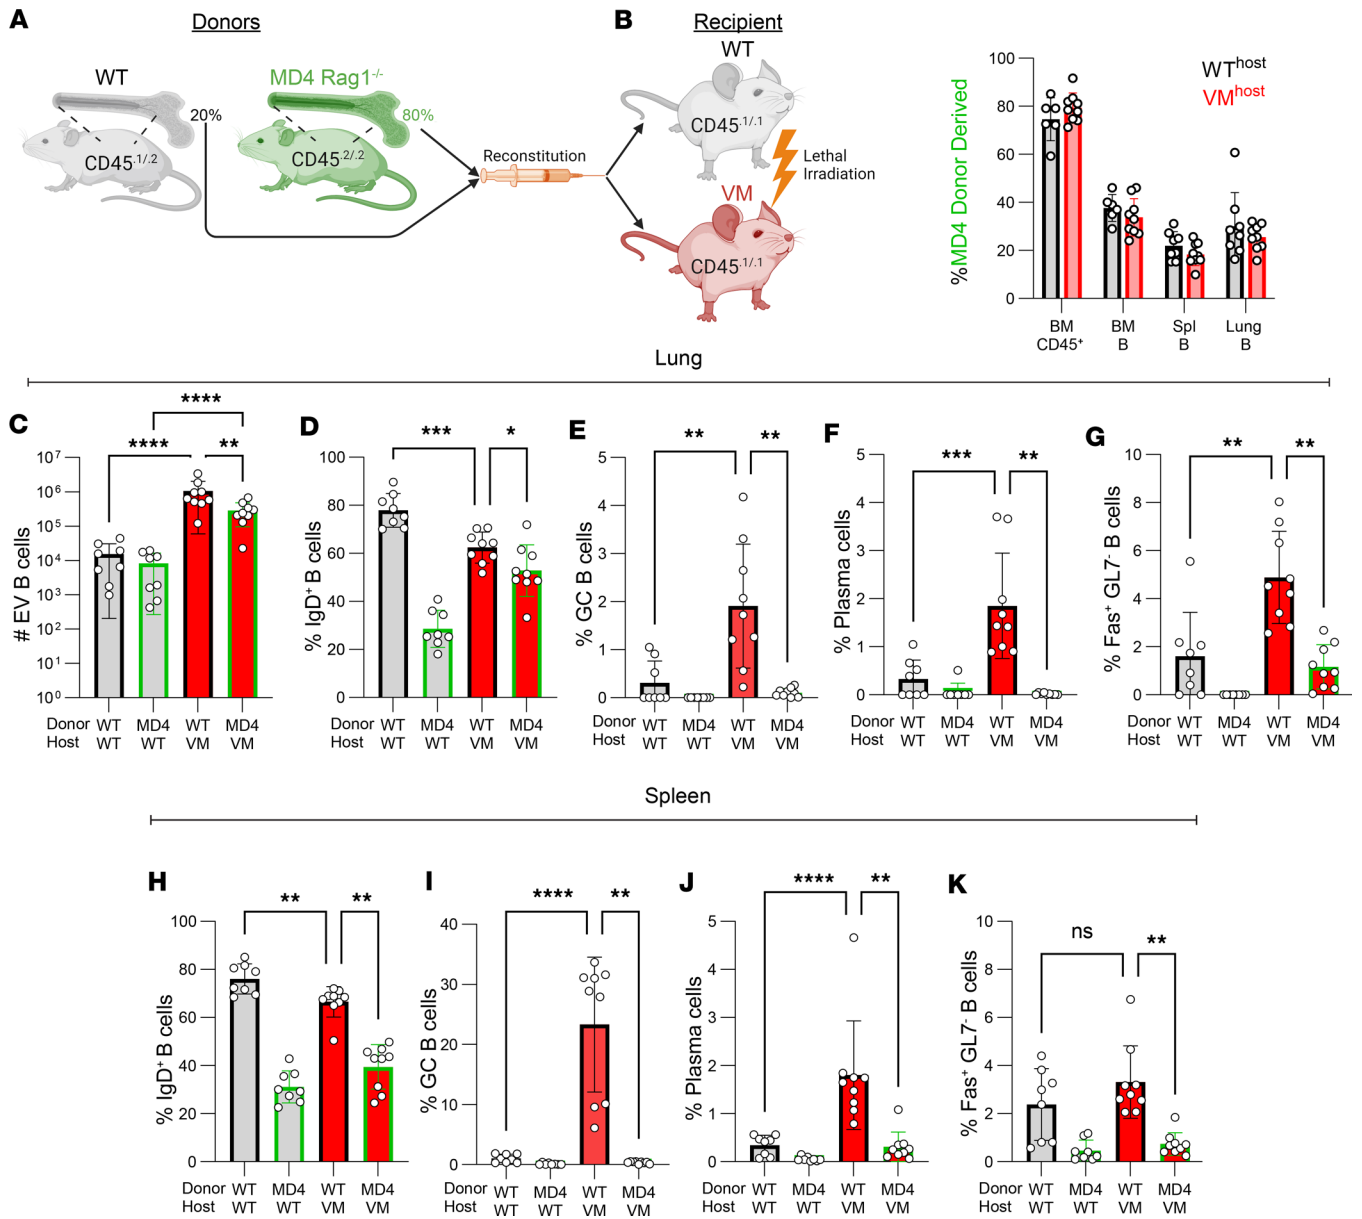 A
Donors
WT
MD4 Rag1⁻/⁻
20%
80%
CD45.1/.2
CD45.2/.2
Reconstitution
B
Recipient
WT
CD45.1/.1
Lethal
Irradiation
VM
CD45.1/.1
%MD4 Donor Derived
100
80
60
40
20
0
WTʰᵒˢᵗ
VMʰᵒˢᵗ
BM BM Spl Lung
CD45⁺ B B B
Lung
C
****
**** **
# EV B cells
10⁷
10⁶
10⁵
10⁴
10³
10²
10¹
10⁰
Donor WT MD4 WT MD4
Host WT WT VM VM
D
*** *
% IgD⁺ B cells
100
80
60
40
20
0
Donor WT MD4 WT MD4
Host WT WT VM VM
E
** **
% GC B cells
5
4
3
2
1
0
Donor WT MD4 WT MD4
Host WT WT VM VM
F
*** **
% Plasma cells
5
4
3
2
1
0
Donor WT MD4 WT MD4
Host WT WT VM VM
G
** **
% Fas⁺ GL7⁻ B cells
10
8
6
4
2
0
Donor WT MD4 WT MD4
Host WT WT VM VM
Spleen
H
** **
% IgD⁺ B cells
100
80
60
40
20
0
Donor WT MD4 WT MD4
Host WT WT VM VM
I
**** **
% GC B cells
40
30
20
10
0
Donor WT MD4 WT MD4
Host WT WT VM VM
J
**** **
% Plasma cells
5
4
3
2
1
0
Donor WT MD4 WT MD4
Host WT WT VM VM
K
ns **
% Fas⁺ GL7⁻ B cells
10
8
6
4
2
0
Donor WT MD4 WT MD4
Host WT WT VM VM